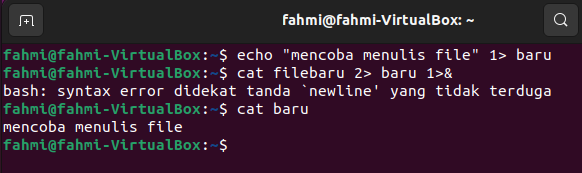 fahmi@fahmi-VirtualBox: ~
fahmi@fahmi-VirtualBox:~$ echo "mencoba menulis file" 1> baru
fahmi@fahmi-VirtualBox:~$ cat filebaru 2> baru 1>&
bash: syntax error didekat tanda `newline' yang tidak terduga
fahmi@fahmi-VirtualBox:~$ cat baru
mencoba menulis file
fahmi@fahmi-VirtualBox:~$